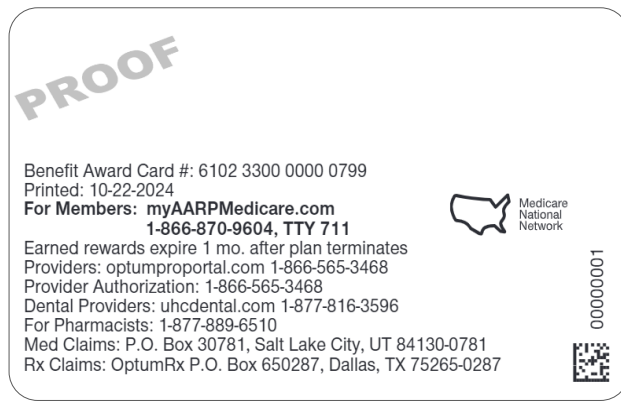 PROOF
Benefit Award Card #: 6102 3300 0000 0799
Printed: 10-22-2024
For Members: myAARPMedicare.com
1-866-870-9604, TTY 711
Earned rewards expire 1 mo. after plan terminates
Providers: optumproportal.com 1-866-565-3468
Provider Authorization: 1-866-565-3468
Dental Providers: uhcdental.com 1-877-816-3596
For Pharmacists: 1-877-889-6510
Med Claims: P.O. Box 30781, Salt Lake City, UT 84130-0781
Rx Claims: OptumRx P.O. Box 650287, Dallas, TX 75265-0287
Medicare
National
Network
00000001